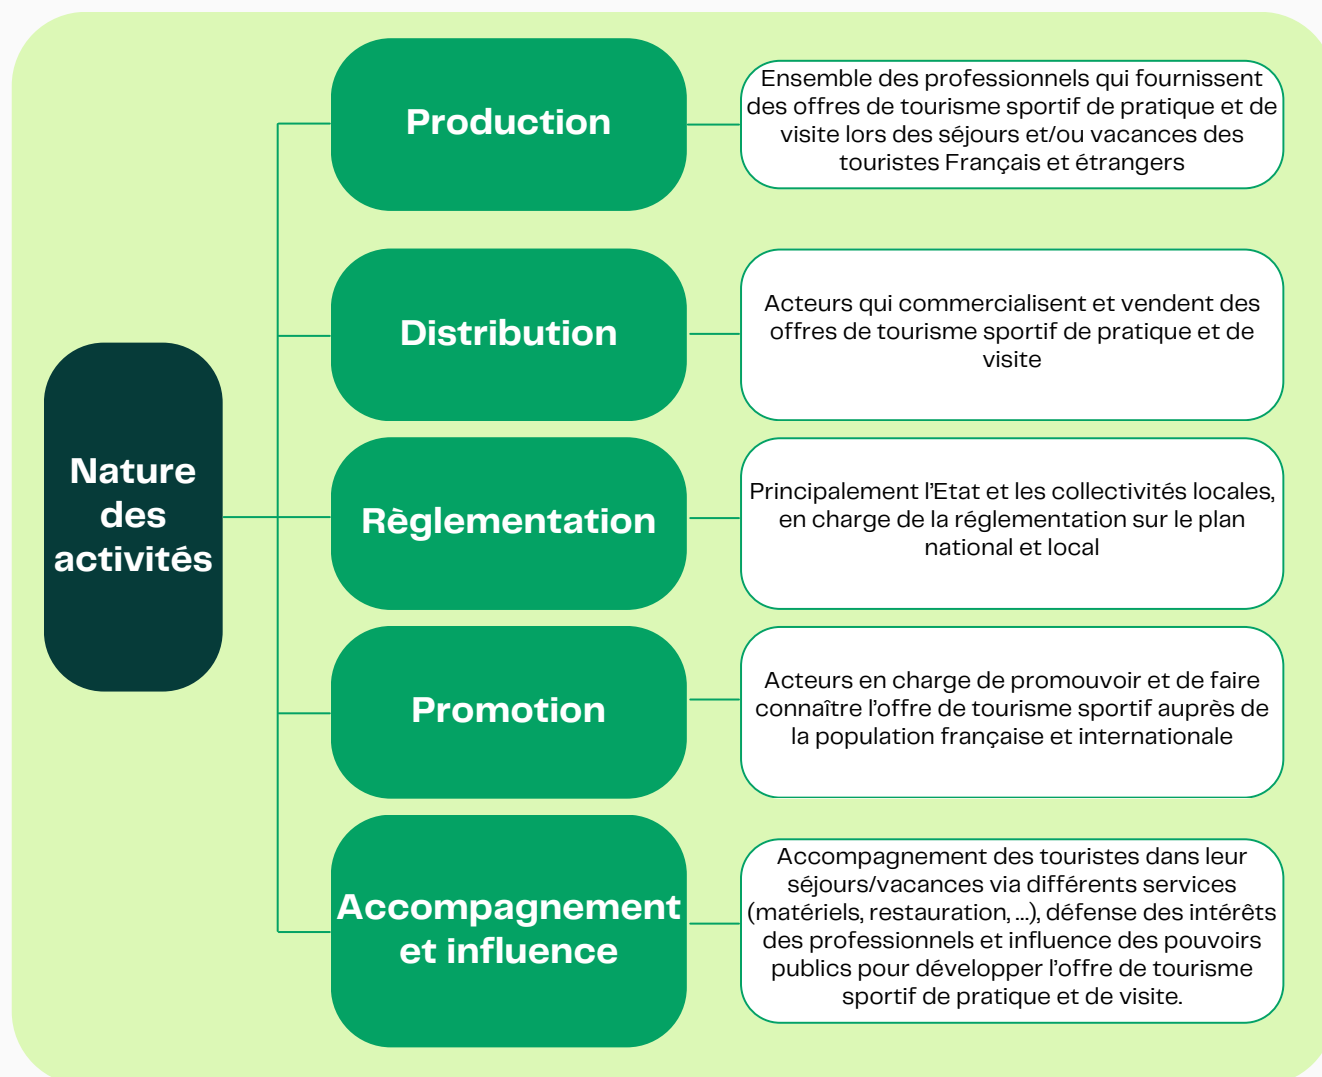 Production
Ensemble des professionnels qui fournissent
des offres de tourisme sportif de pratique et de
visite lors des séjours et/ou vacances des
touristes Français et étrangers
Distribution
Acteurs qui commercialisent et vendent des
offres de tourisme sportif de pratique et de
visite
Nature
des
activités
Règlementation
Principalement l’Etat et les collectivités locales,
en charge de la réglementation sur le plan
national et local
Promotion
Acteurs en charge de promouvoir et de faire
connaître l’offre de tourisme sportif auprès de
la population française et internationale
Accompagnement
et influence
Accompagnement des touristes dans leur
séjours/vacances via différents services
(matériels, restauration, ...), défense des intérêts
des professionnels et influence des pouvoirs
publics pour développer l’offre de tourisme
sportif de pratique et de visite.